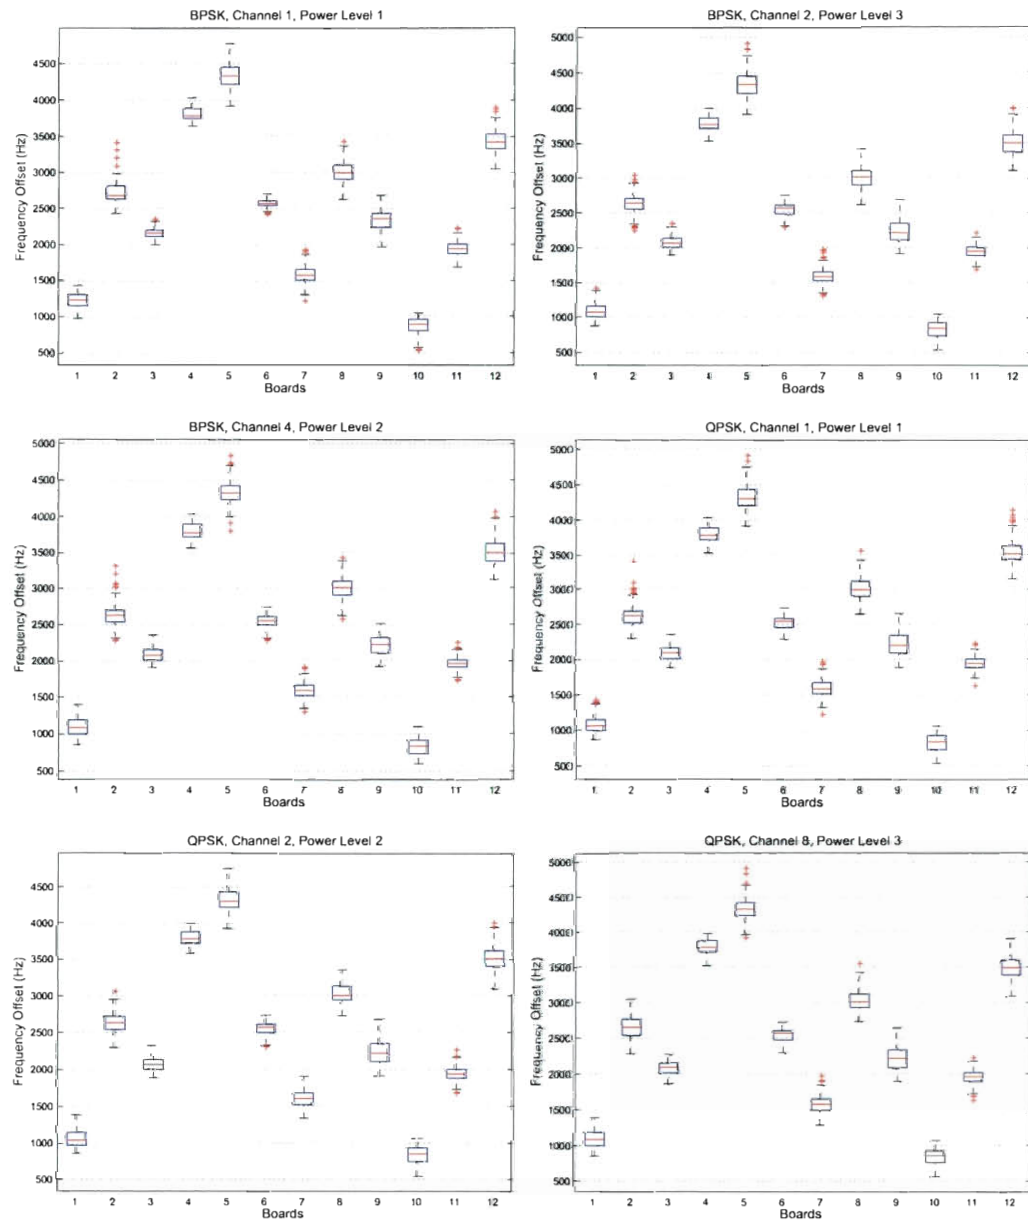 BPSK, Channel 1, Power Level 1
4500
4000
3500
3000
2500
2000
1500
1000
500
Frequency Offset (Hz)
1 2 3 4 5 6 7 8 9 10 11 12
Boards
BPSK, Channel 2, Power Level 3
5000
4500
4000
3500
3000
2500
2000
1500
1000
500
Frequency Offset (Hz)
1 2 3 4 5 6 7 8 9 10 11 12
Boards
BPSK, Channel 4, Power Level 2
5000
4500
4000
3500
3000
2500
2000
1500
1000
500
Frequency Offset (Hz)
1 2 3 4 5 6 7 8 9 10 11 12
Boards
QPSK, Channel 1, Power Level 1
5000
4500
4000
3500
3000
2500
2000
1500
1000
500
Frequency Offset (Hz)
1 2 3 4 5 6 7 8 9 10 11 12
Boards
QPSK, Channel 2, Power Level 2
4500
4000
3500
3000
2500
2000
1500
1000
500
Frequency Offset (Hz)
1 2 3 4 5 6 7 8 9 10 11 12
Boards
QPSK, Channel 8, Power Level 3
5000
4500
4000
3500
3000
2500
2000
1500
1000
500
Frequency Offset (Hz)
1 2 3 4 5 6 7 8 9 10 11 12
Boards